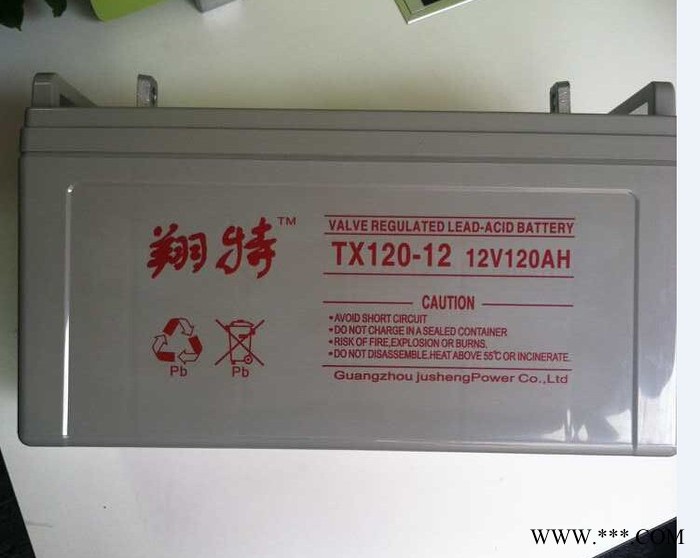 翔特™
VALVE REGULATED LEAD-ACID BATTERY
TX120-12 12V120AH
CAUTION
•AVOID SHORT CIRCUIT
•DO NOT CHARGE IN A SEALED CONTAINER
•RISK OF FIRE,EXPLOSION OR BURNS.
•DO NOT DISASSEMBLE.HEAT ABOVE 55℃ OR INCINERATE.
Pb
Pb
Guangzhou jushengPower Co.,Ltd
WWW.***.COM